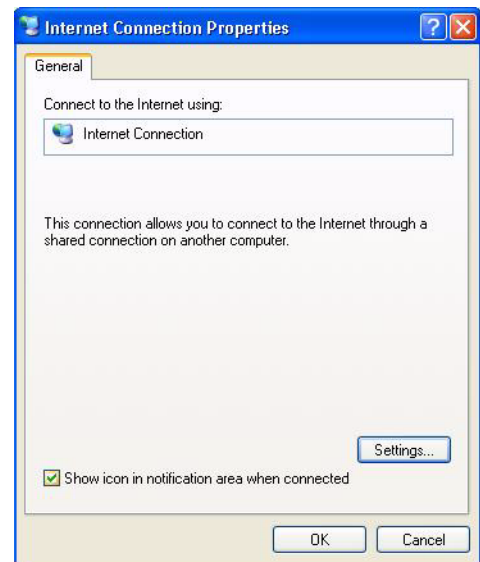 Internet Connection Properties
General
Connect to the Internet using:
Internet Connection
This connection allows you to connect to the Internet through a
shared connection on another computer.
Settings...
Show icon in notification area when connected
OK
Cancel